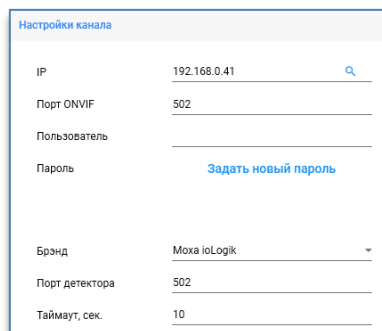 Настройки канала
IP 192.168.0.41
Порт ONVIF 502
Пользователь
Пароль Задать новый пароль
Брэнд Moxa ioLogik
Порт детектора 502
Таймаут, сек. 10